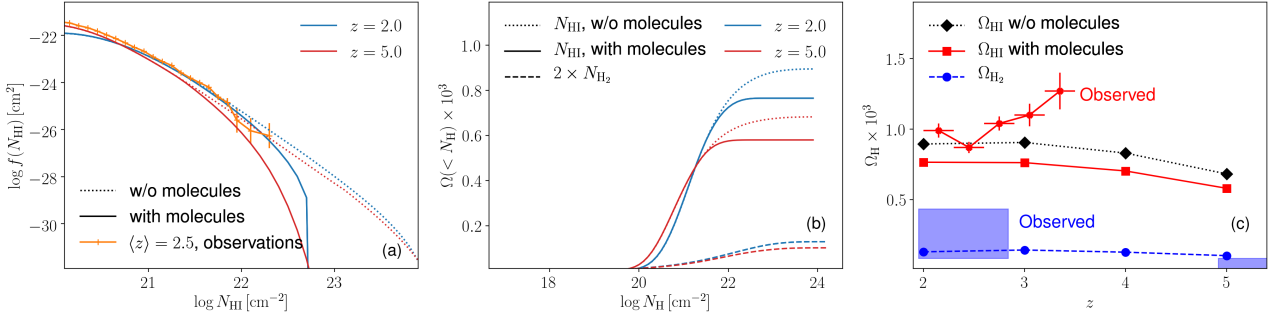 log f(N_HI) [cm²]
−22
−24
−26
−28
−30
21
22
23
log N_HI [cm⁻²]
z = 2.0
z = 5.0
w/o molecules
with molecules
⟨z⟩ = 2.5, observations
(a)
Ω(< N_H) × 10³
0.2
0.4
0.6
0.8
1.0
18
20
22
24
log N_H [cm⁻²]
N_HI, w/o molecules
N_HI, with molecules
2 × N_H₂
z = 2.0
z = 5.0
(b)
Ω_H × 10³
0.5
1.0
1.5
2
3
4
5
z
Ω_HI w/o molecules
Ω_HI with molecules
Ω_H₂
Observed
Observed
(c)